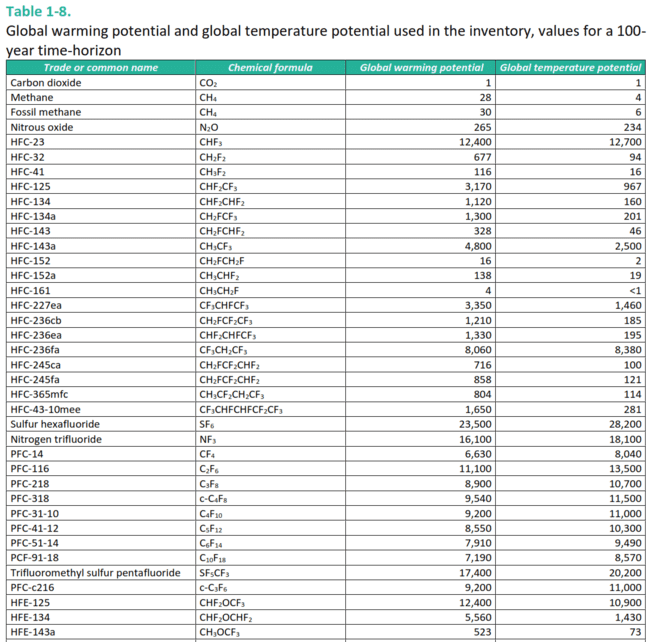 Table 1-8.
Global warming potential and global temperature potential used in the inventory, values for a 100-
year time-horizon
Trade or common name Chemical formula Global warming potential Global temperature potential
Carbon dioxide CO₂ 1 1
Methane CH₄ 28 4
Fossil methane CH₄ 30 6
Nitrous oxide N₂O 265 234
HFC-23 CHF₃ 12,400 12,700
HFC-32 CH₂F₂ 677 94
HFC-41 CH₃F₂ 116 16
HFC-125 CHF₂CF₃ 3,170 967
HFC-134 CHF₂CHF₂ 1,120 160
HFC-134a CH₂FCF₃ 1,300 201
HFC-143 CH₂FCHF₂ 328 46
HFC-143a CH₃CF₃ 4,800 2,500
HFC-152 CH₂FCH₂F 16 2
HFC-152a CH₃CHF₂ 138 19
HFC-161 CH₃CH₂F 4 <1
HFC-227ea CF₃CHFCF₃ 3,350 1,460
HFC-236cb CH₂FCF₂CF₃ 1,210 185
HFC-236ea CHF₂CHFCF₃ 1,330 195
HFC-236fa CF₃CH₂CF₃ 8,060 8,380
HFC-245ca CH₂FCF₂CHF₂ 716 100
HFC-245fa CH₂FCF₂CHF₂ 858 121
HFC-365mfc CH₃CF₂CH₂CF₃ 804 114
HFC-43-10mee CF₃CHFCHFCF₂CF₃ 1,650 281
Sulfur hexafluoride SF₆ 23,500 28,200
Nitrogen trifluoride NF₃ 16,100 18,100
PFC-14 CF₄ 6,630 8,040
PFC-116 C₂F₆ 11,100 13,500
PFC-218 C₃F₈ 8,900 10,700
PFC-318 c-C₄F₈ 9,540 11,500
PFC-31-10 C₄F₁₀ 9,200 11,000
PFC-41-12 C₅F₁₂ 8,550 10,300
PFC-51-14 C₆F₁₄ 7,910 9,490
PCF-91-18 C₁₀F₁₈ 7,190 8,570
Trifluoromethyl sulfur pentafluoride SF₅CF₃ 17,400 20,200
PFC-c216 c-C₃F₆ 9,200 11,000
HFE-125 CHF₂OCF₃ 12,400 10,900
HFE-134 CHF₂OCHF₂ 5,560 1,430
HFE-143a CH₃OCF₃ 523 73